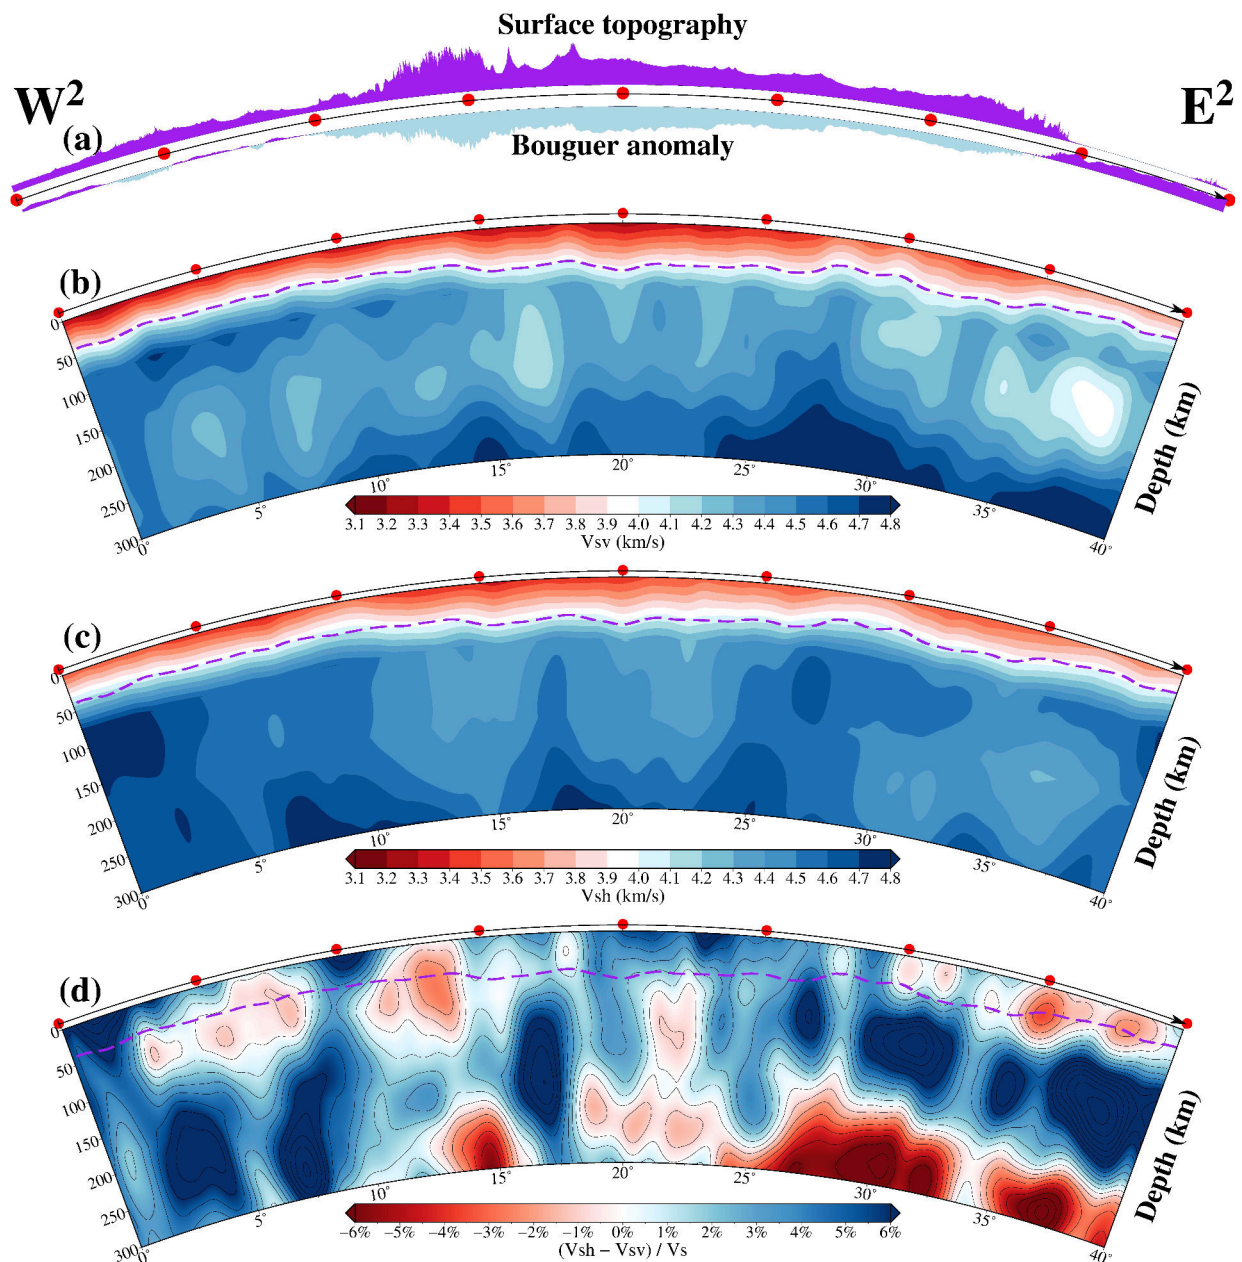 Surface topography
W²
E²
(a)
Bouguer anomaly
(b)
0
50
100
150
200
250
300
0°
5°
10°
15°
20°
25°
30°
35°
40°
Depth (km)
3.1 3.2 3.3 3.4 3.5 3.6 3.7 3.8 3.9 4.0 4.1 4.2 4.3 4.4 4.5 4.6 4.7 4.8
Vsv (km/s)
(c)
0
50
100
150
200
250
300
0°
5°
10°
15°
20°
25°
30°
35°
40°
Depth (km)
3.1 3.2 3.3 3.4 3.5 3.6 3.7 3.8 3.9 4.0 4.1 4.2 4.3 4.4 4.5 4.6 4.7 4.8
Vsh (km/s)
(d)
0
50
100
150
200
250
300
0°
5°
10°
15°
20°
25°
30°
35°
40°
Depth (km)
−6% −5% −4% −3% −2% −1% 0% 1% 2% 3% 4% 5% 6%
(Vsh − Vsv) / Vs